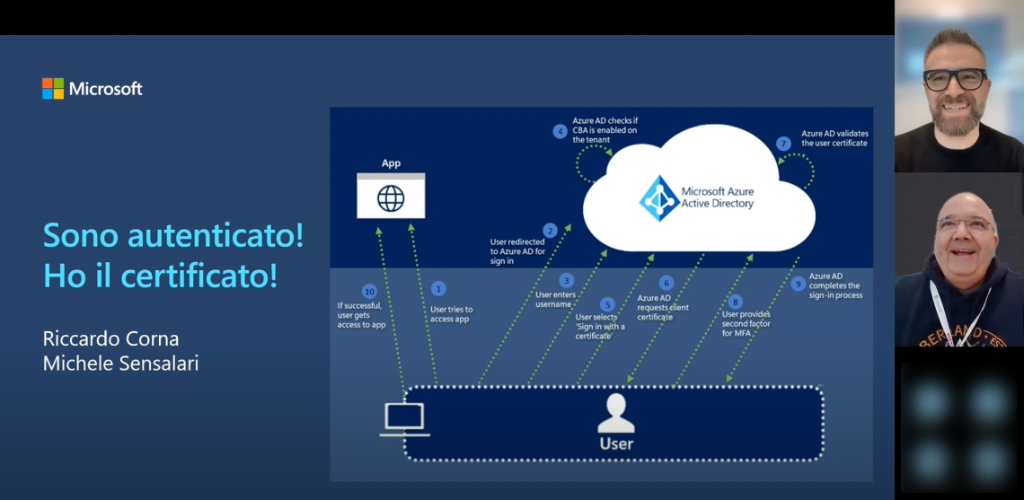 Microsoft
Sono autenticato!
Ho il certificato!
Riccardo Corna
Michele Sensalari
App
4
Azure AD checks if
CBA is enabled on
the tenant
7
Azure AD validates
the user certificate
Microsoft Azure
Active Directory
2
User redirected
to Azure AD for
sign in
10
If successful,
user gets
access to app
1
User tries to
access app
3
User enters
username
5
User selects
'Sign in with a
certificate'
6
Azure AD
requests client
certificate
8
User provides
second factor
for MFA
9
Azure AD
completes the
sign-in process
User
BERLAND